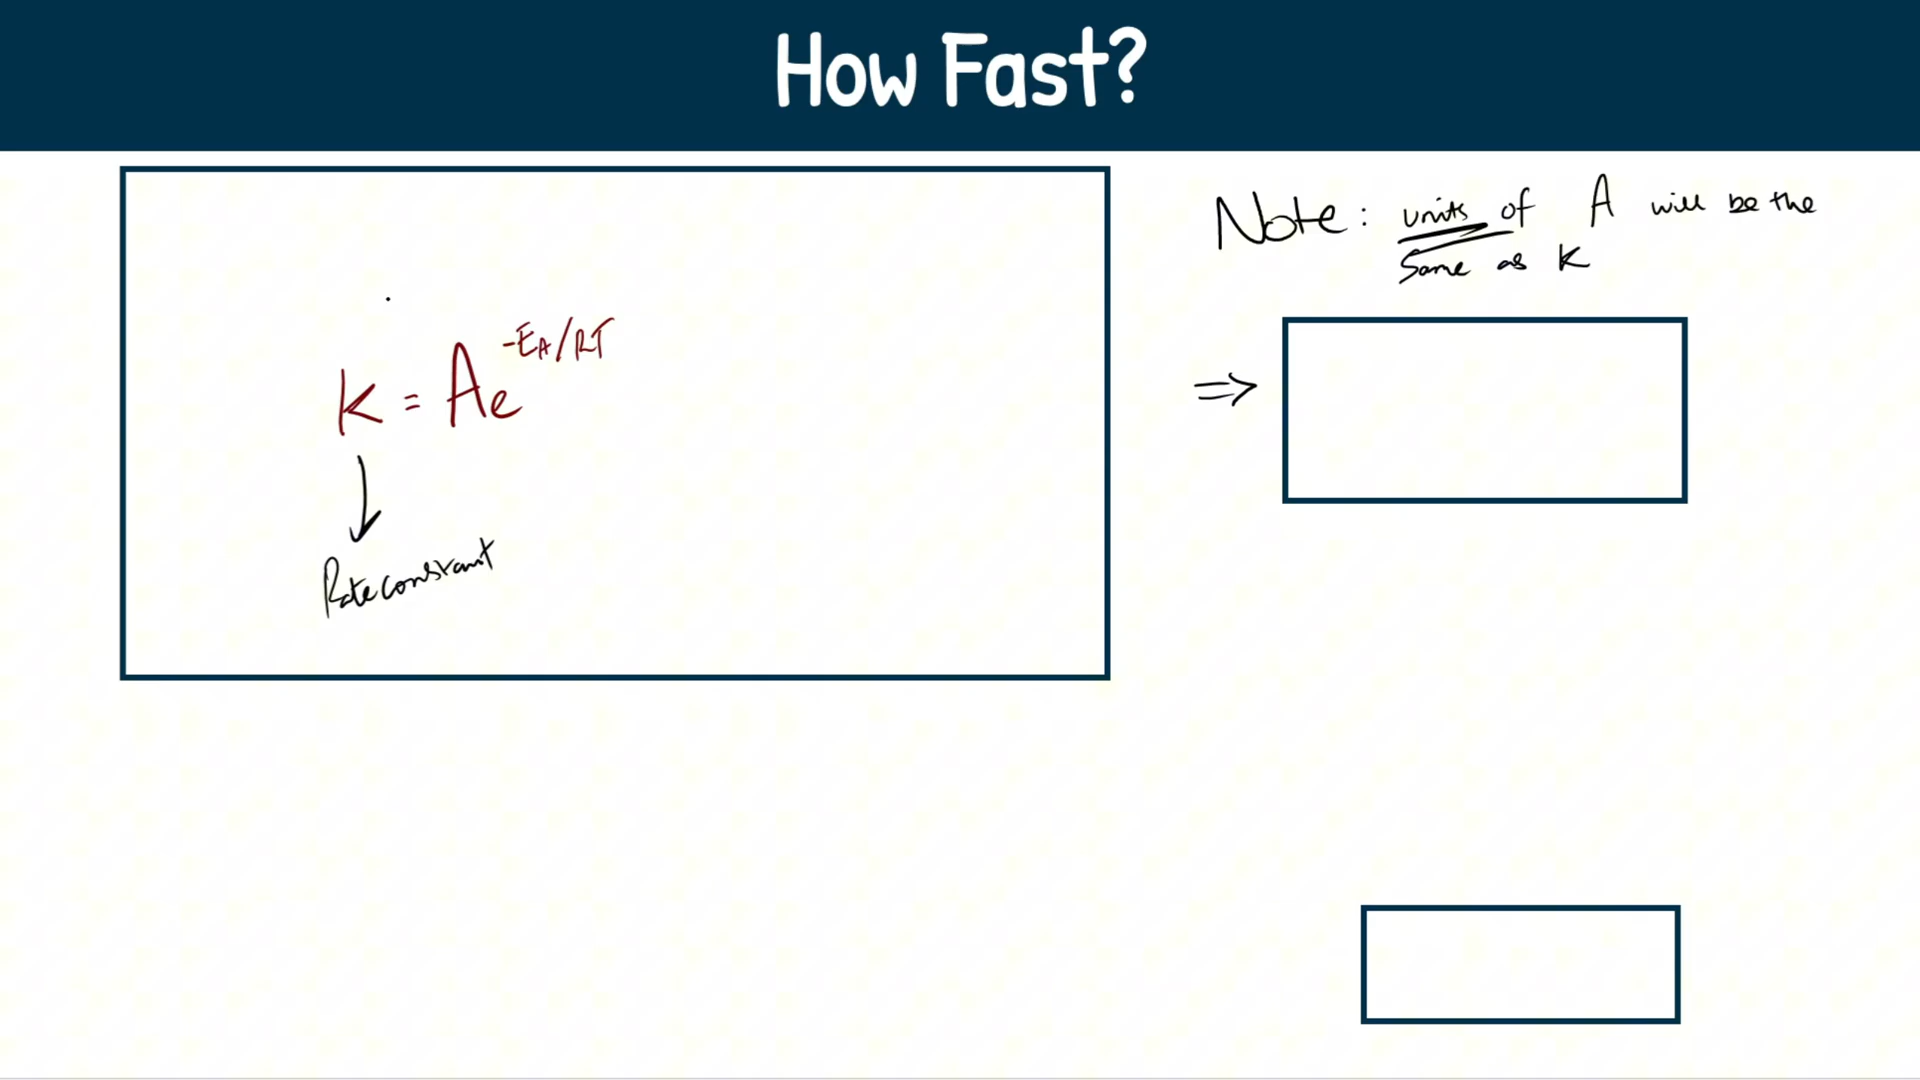 How Fast?
Note: units of A will be the
same as k
k = Ae^-EA/RT
⇒
Rate constant